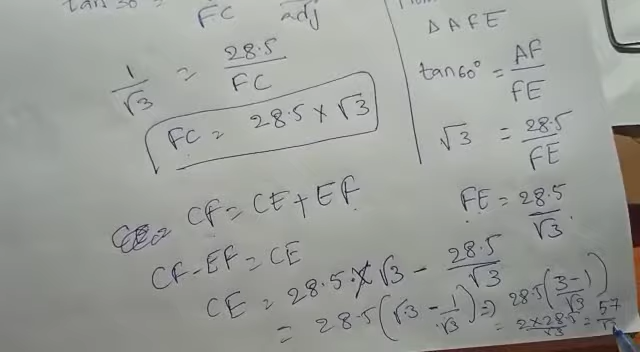 tan30° =
FC adj
1/√3 = 28.5/FC
FC = 28.5 × √3
Δ AFE
tan60° = AF/FE
√3 = 28.5/FE
FE = 28.5/√3.
CF = CE + EF
CF - EF = CE
CE = 28.5 × √3 - 28.5/√3
= 28.5(√3 - 1/√3) ⇒ 28.5(3-1/√3)
= 2×28.5/√3 = 57/√3